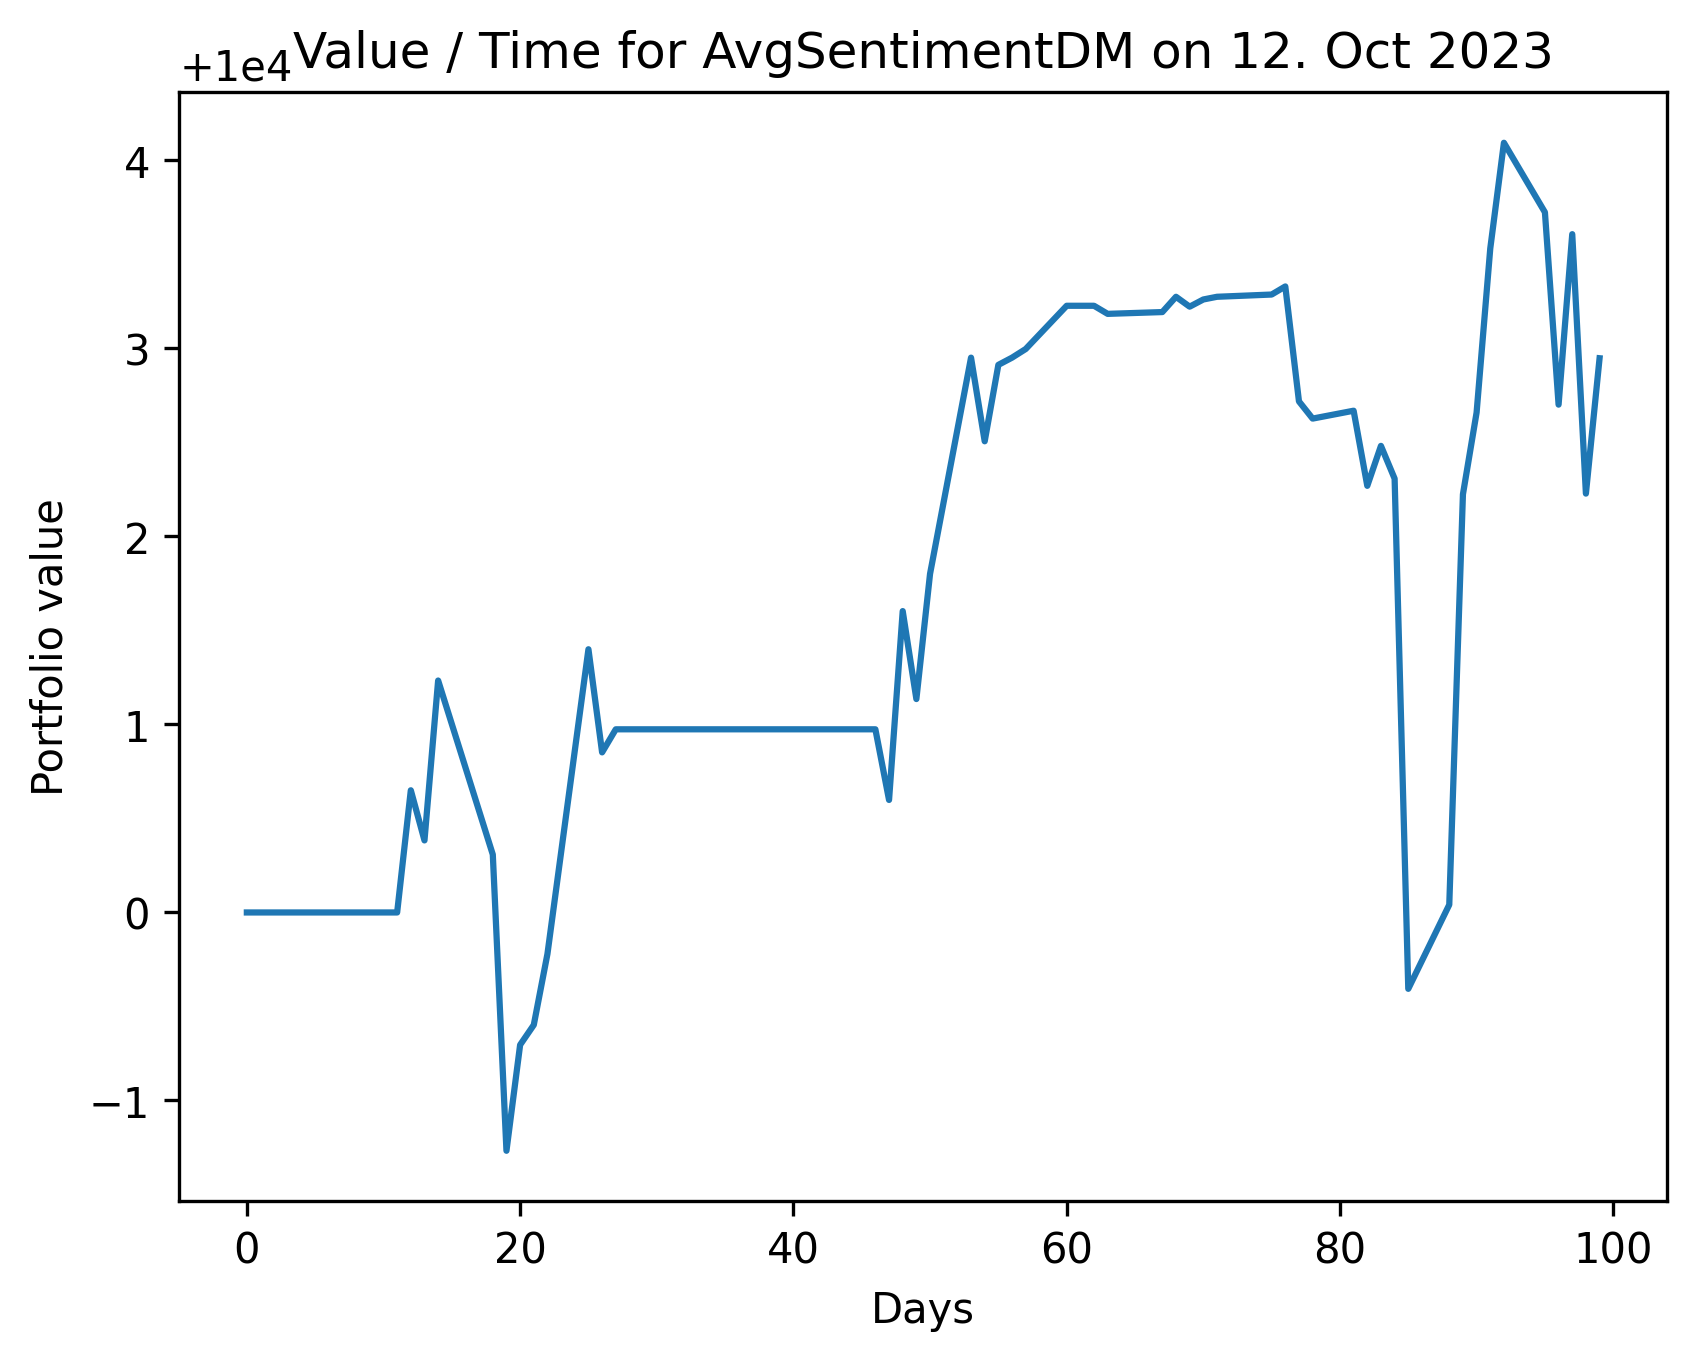 Value / Time for AvgSentimentDM on 12. Oct 2023
+1e4
4
3
2
1
0
−1
Portfolio value
0 20 40 60 80 100
Days